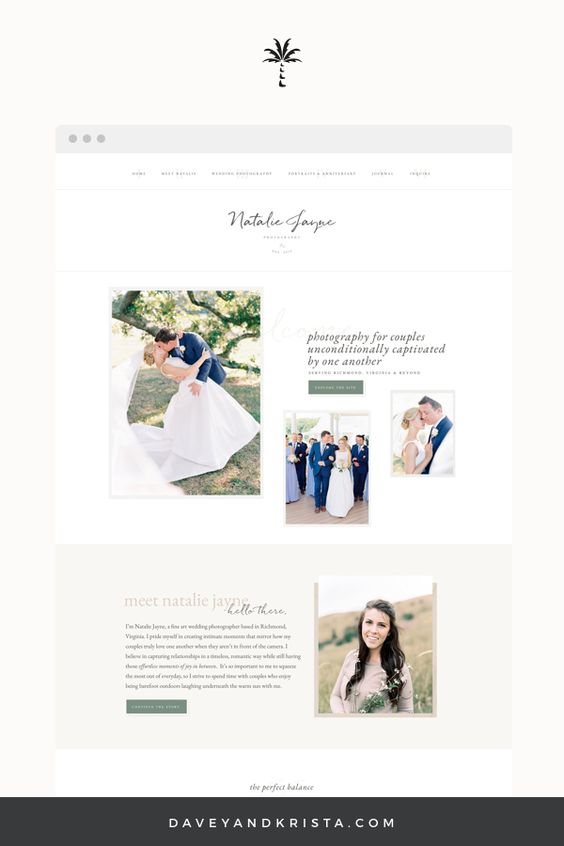 HOME MEET NATALIE WEDDING PHOTOGRAPHY PORTRAITS & ANNIVERSARY JOURNAL INQUIRE
Natalie Jayne
PHOTOGRAPHY
photography for couples
unconditionally captivated
by one another
SERVING RICHMOND, VIRGINIA & BEYOND
EXPLORE THE SITE
meet natalie jayne
hello there,
I'm Natalie Jayne, a fine art wedding photographer based in Richmond,
Virginia. I pride myself in creating intimate moments that mirror how my
couples truly love one another when they aren't in front of the camera. I
believe in capturing relationships in a timeless, romantic way while still having
those effortless moments of joy in between. It's so important to me to squeeze
the most out of everyday, so I strive to spend time with couples who enjoy
being barefoot outdoors laughing underneath the warm sun with me.
CONTINUE THE STORY
the perfect balance
DAVEYANDKRISTA.COM